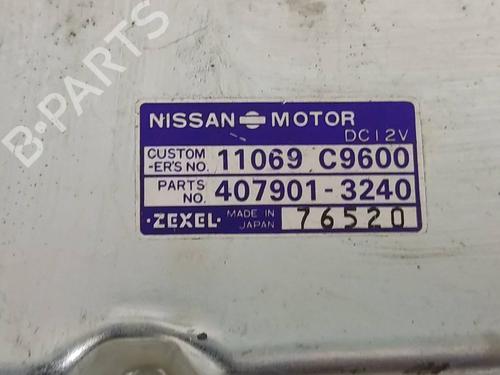 B-PARTS
NISSAN MOTOR
DC12V
CUSTOM
-ER'S NO. 11069 C9600
PARTS
NO. 407901-3240
·ZEXEL· MADE IN
JAPAN 76520